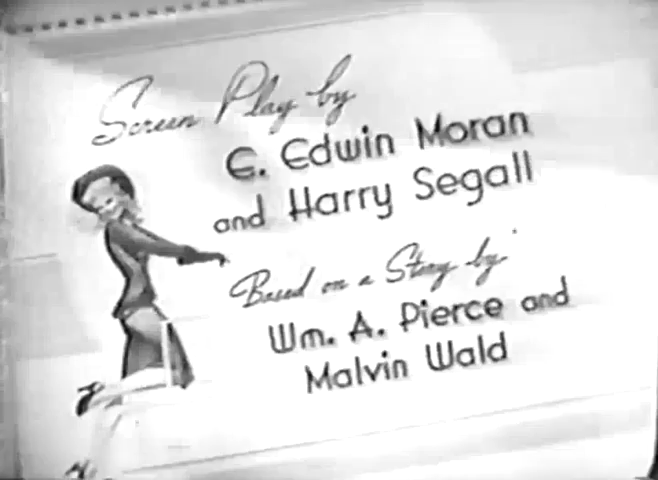 Screen Play by
E. Edwin Moran
and Harry Segall
Based on a Story by
Wm. A. Pierce and
Malvin Wald